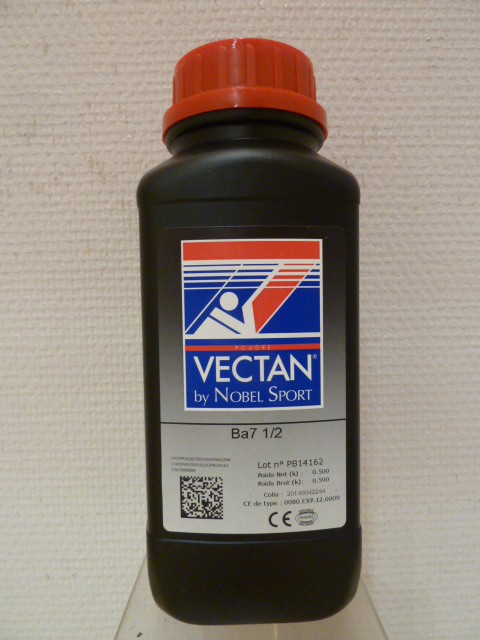 POUDRE
VECTAN®
by NOBEL SPORT
Ba7 1/2
Lot n° PB14162
Poids Net (k) : 0.500
Poids Brut (k): 0.590
Colis : 20140042244
CE de type : 0080.EXP.12.0009
CE